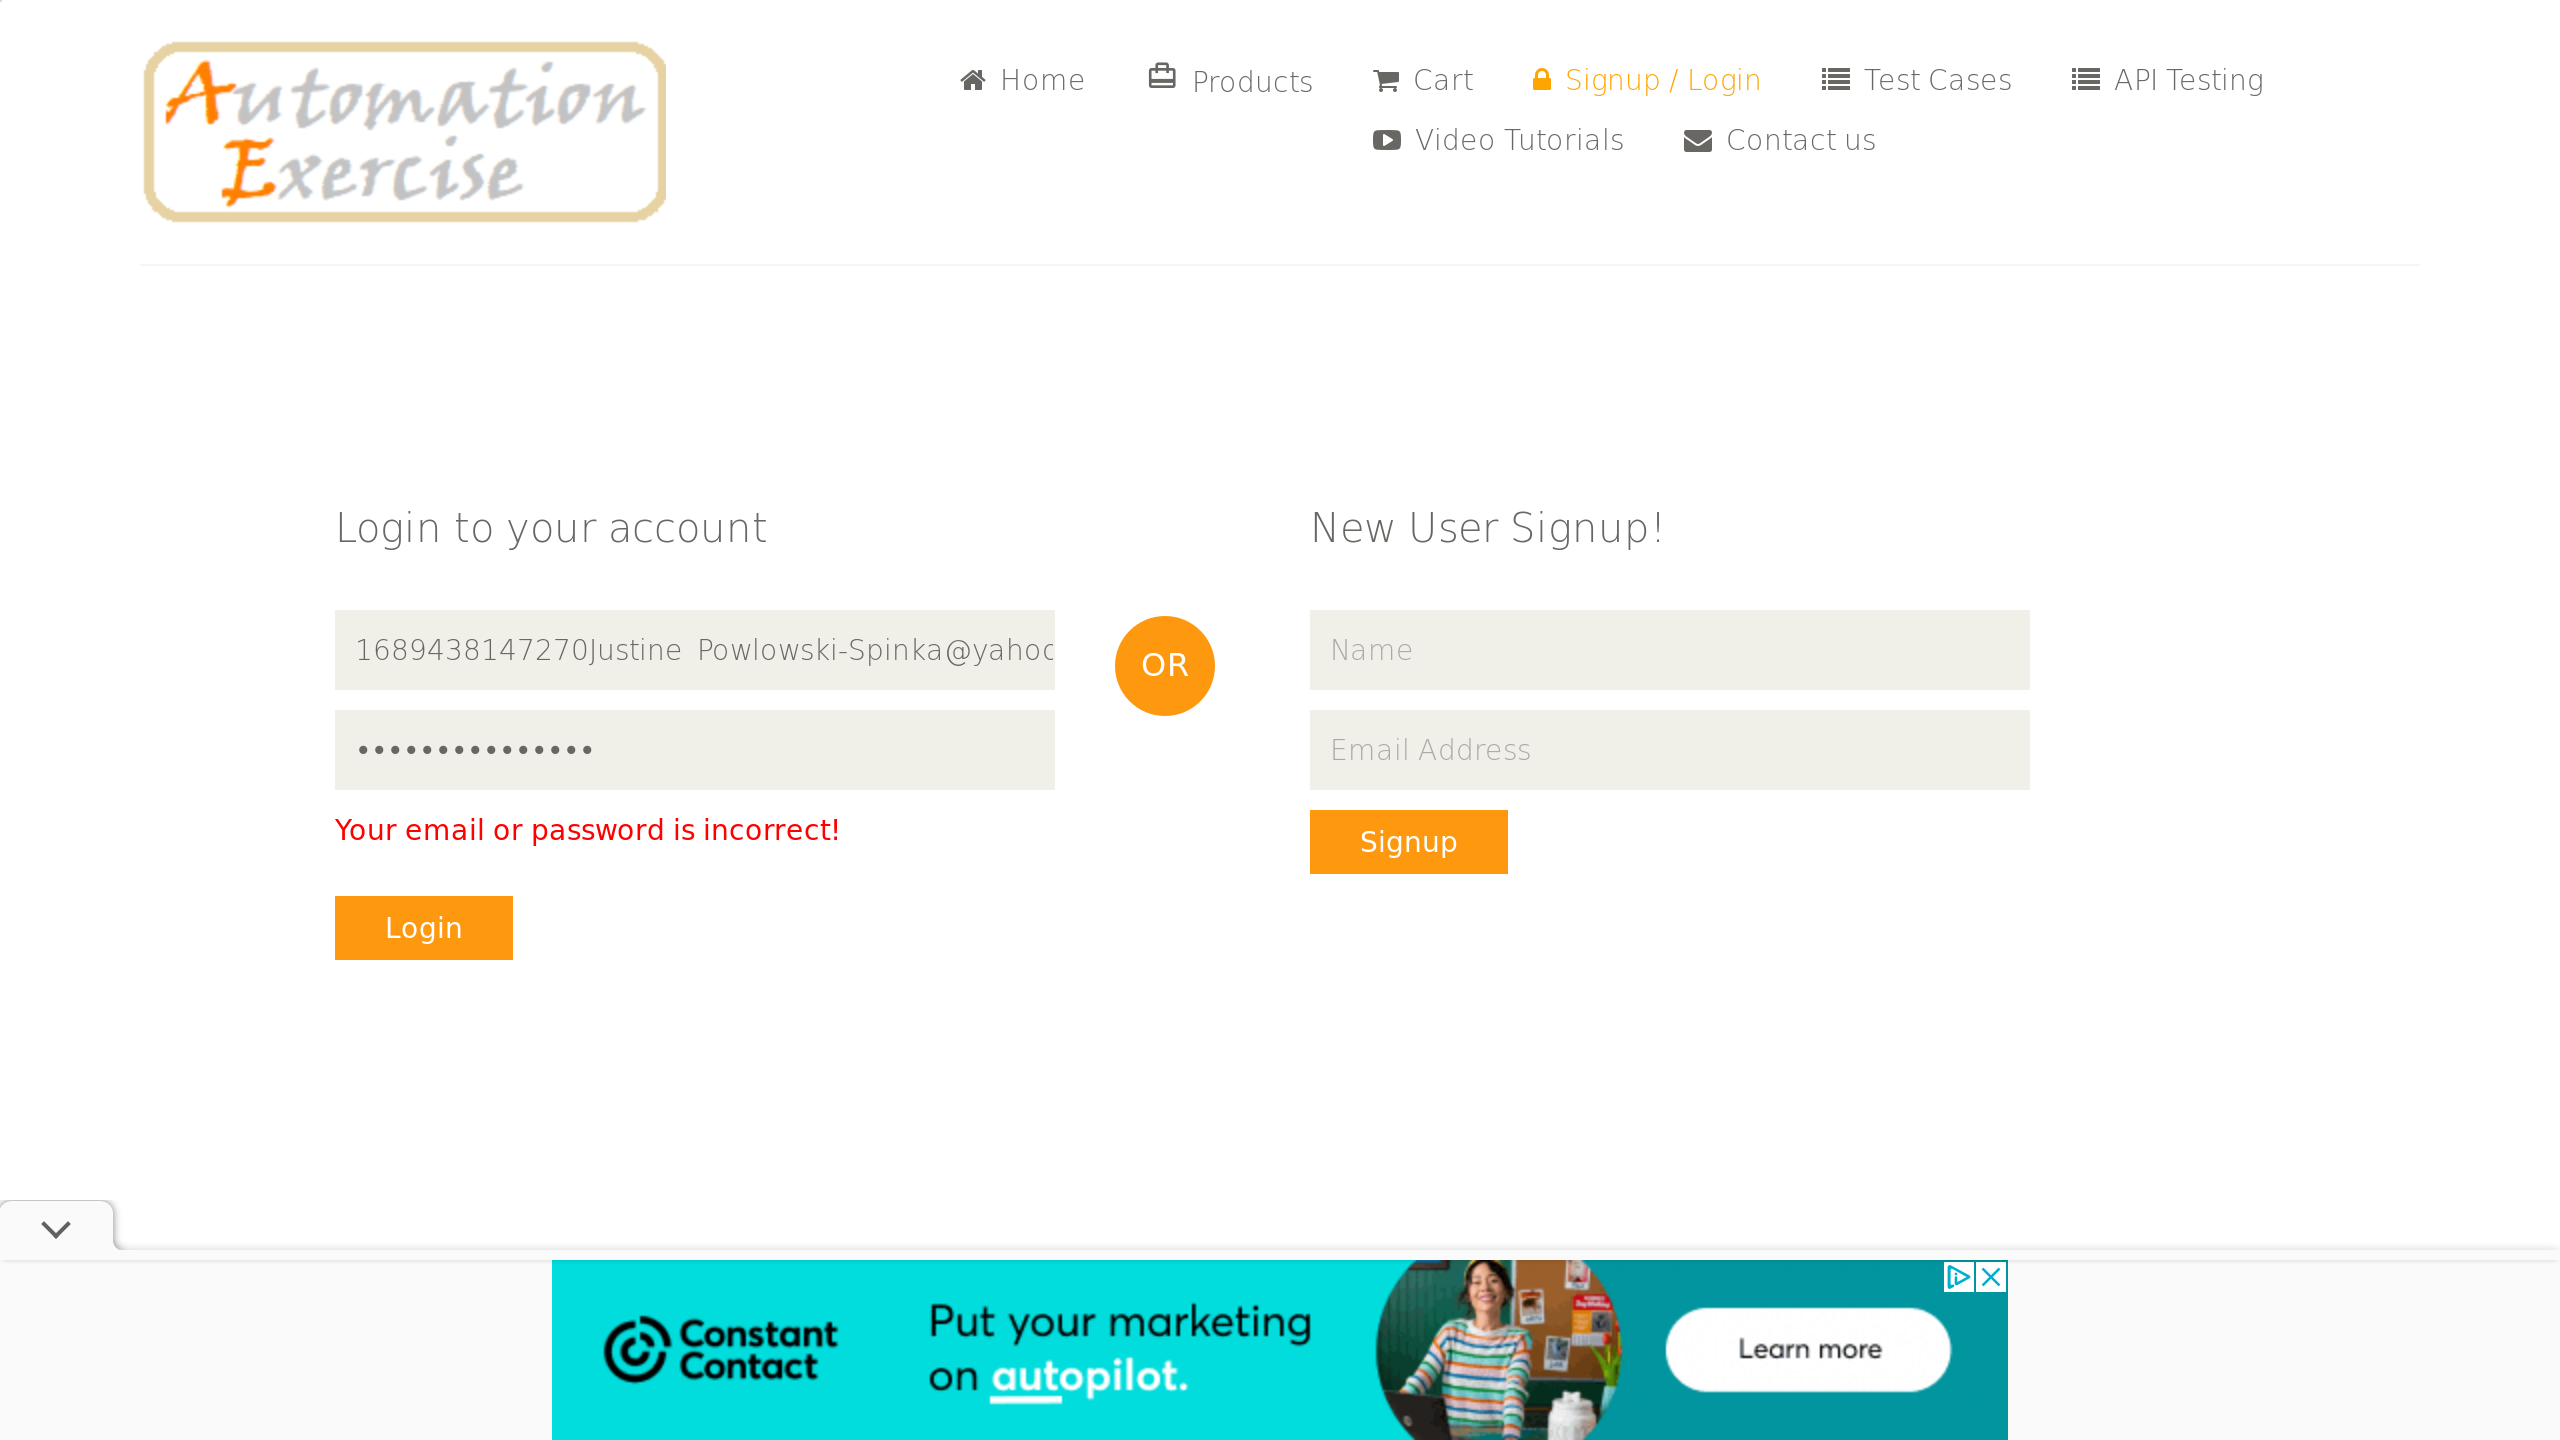 Automation
Exercise
Home
Products
Cart
Signup / Login
Test Cases
API Testing
Video Tutorials
Contact us
Login to your account
New User Signup!
1689438147270Justine_Powlowski-Spinka@yahoo
OR
Name
•••••••••••••••
Email Address
Your email or password is incorrect!
Signup
Login
Constant
Contact
Put your marketing
on autopilot.
Learn more